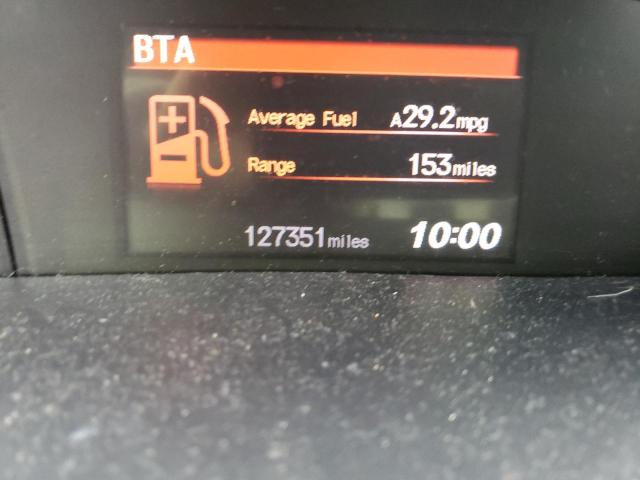 BTA
Average Fuel A29.2mpg
Range 153miles
127351miles 10:00